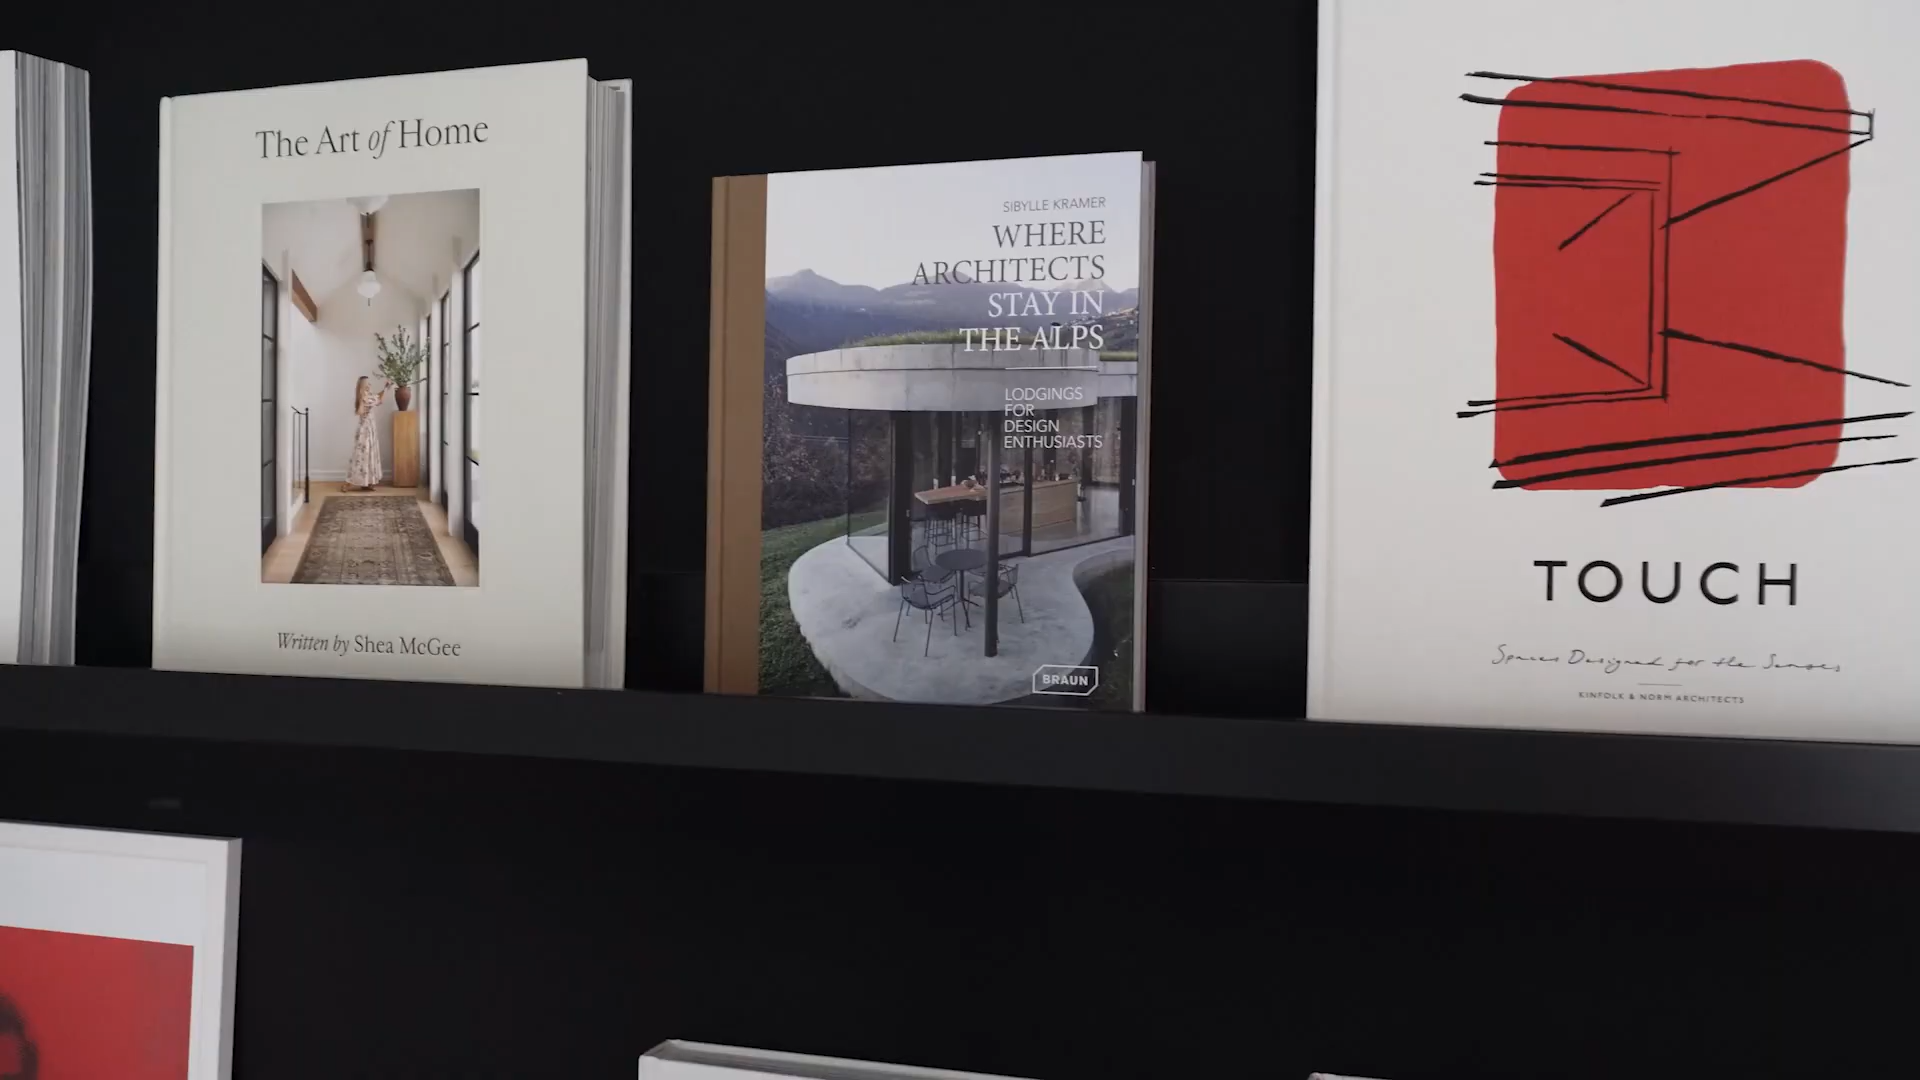 The Art of Home
Written by Shea McGee
SIBYLLE KRAMER
WHERE
ARCHITECTS
STAY IN
THE ALPS
LODGINGS
FOR
DESIGN
ENTHUSIASTS
BRAUN
TOUCH
Spaces Designed for the Senses
KINFOLK & NORM ARCHITECTS